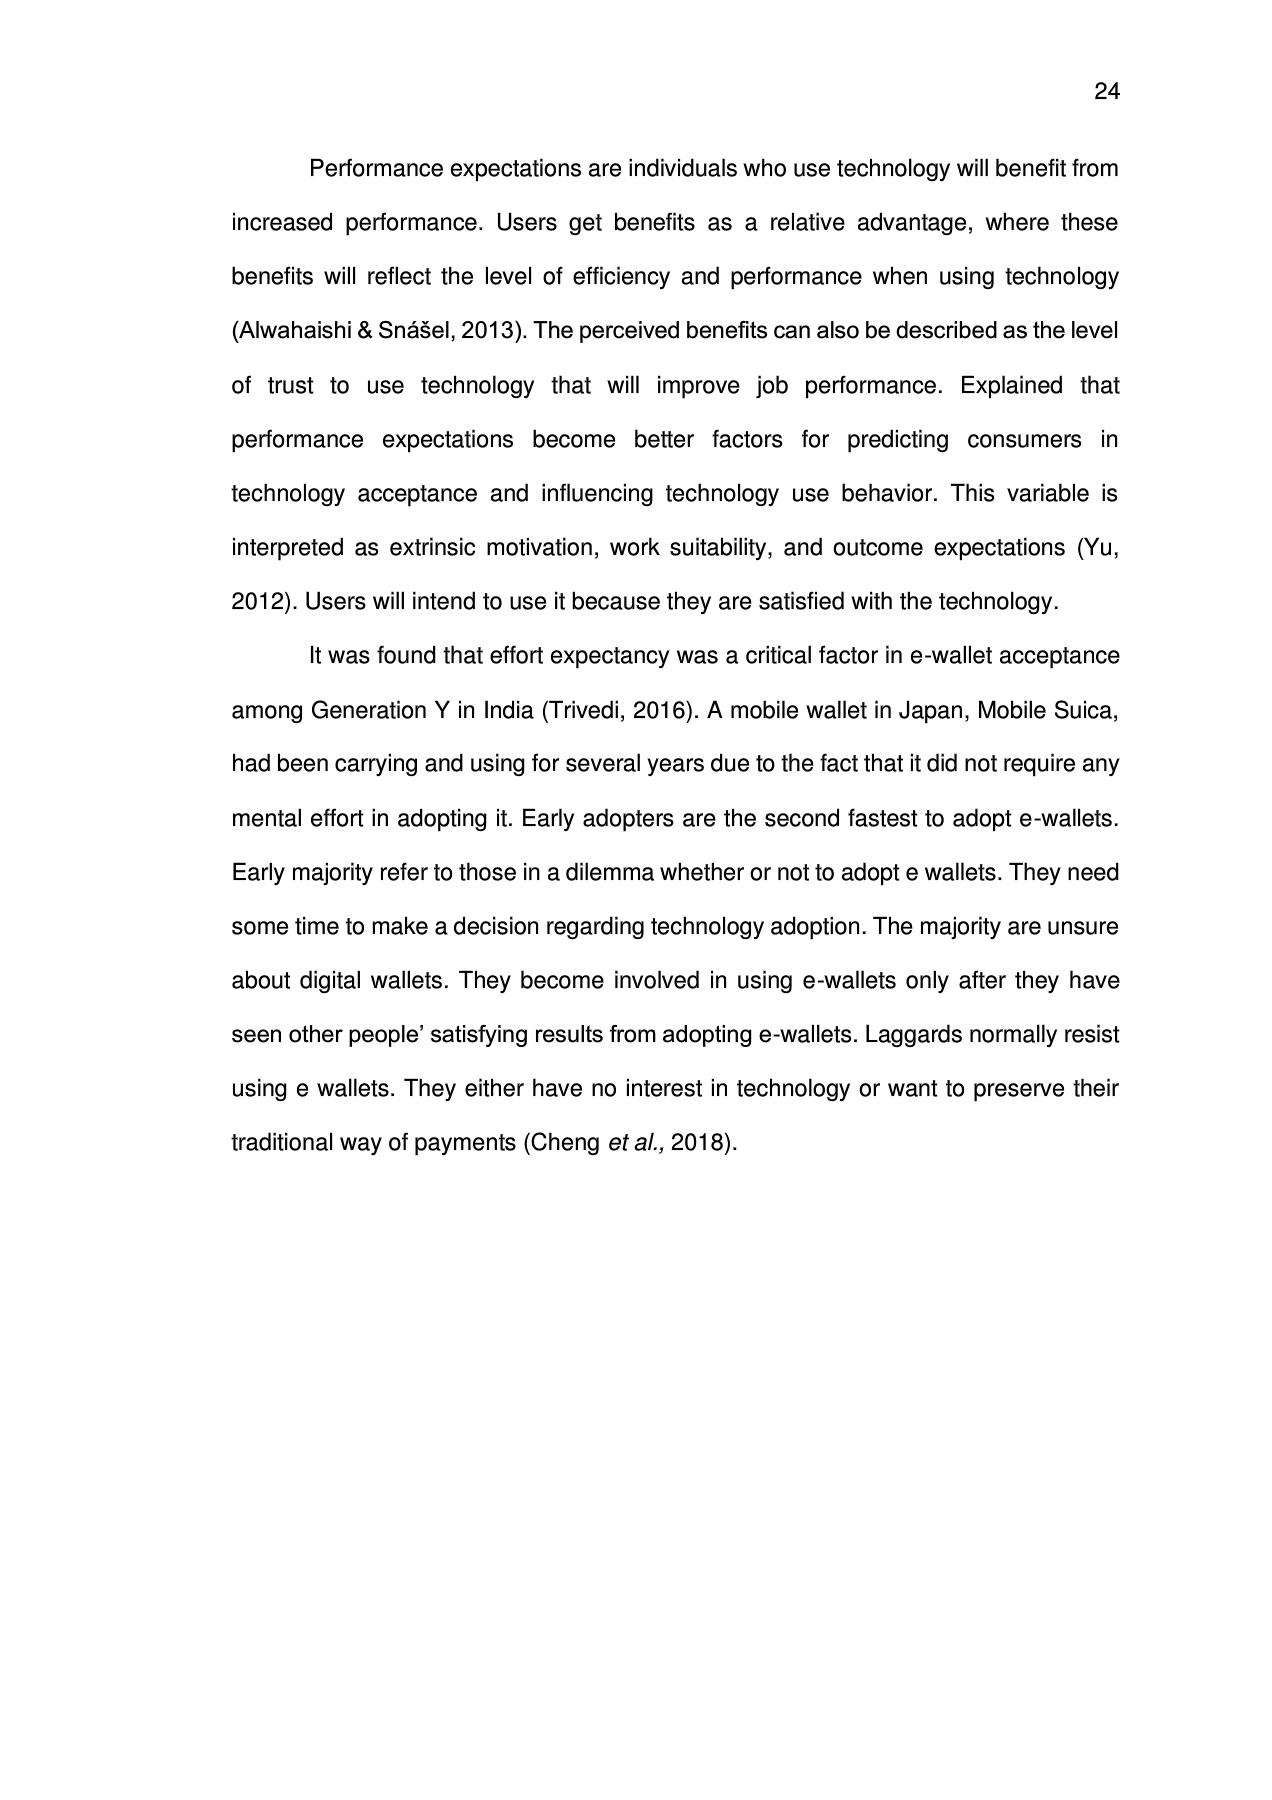 24
Performance expectations are individuals who use technology will benefit from
increased performance. Users get benefits as a relative advantage, where these
benefits will reflect the level of efficiency and performance when using technology
(Alwahaishi & Snášel, 2013). The perceived benefits can also be described as the level
of trust to use technology that will improve job performance. Explained that
performance expectations become better factors for predicting consumers in
technology acceptance and influencing technology use behavior. This variable is
interpreted as extrinsic motivation, work suitability, and outcome expectations (Yu,
2012). Users will intend to use it because they are satisfied with the technology.
It was found that effort expectancy was a critical factor in e-wallet acceptance
among Generation Y in India (Trivedi, 2016). A mobile wallet in Japan, Mobile Suica,
had been carrying and using for several years due to the fact that it did not require any
mental effort in adopting it. Early adopters are the second fastest to adopt e-wallets.
Early majority refer to those in a dilemma whether or not to adopt e wallets. They need
some time to make a decision regarding technology adoption. The majority are unsure
about digital wallets. They become involved in using e-wallets only after they have
seen other people’ satisfying results from adopting e-wallets. Laggards normally resist
using e wallets. They either have no interest in technology or want to preserve their
traditional way of payments (Cheng et al., 2018).